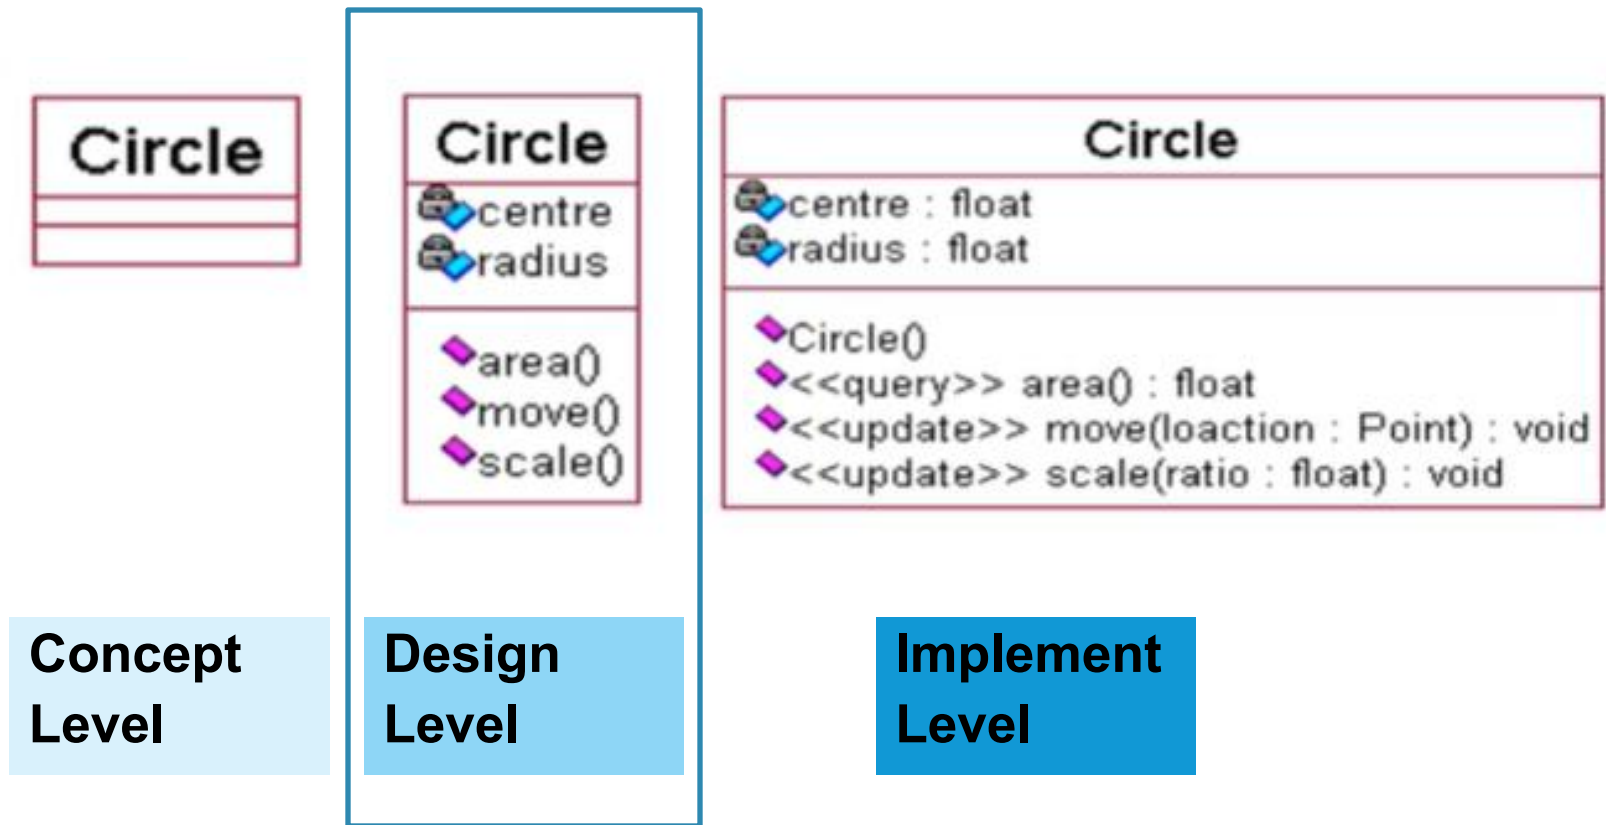 Circle
Circle
centre
radius
area()
move()
scale()
Circle
centre : float
radius : float
Circle()
<<query>> area() : float
<<update>> move(loaction : Point) : void
<<update>> scale(ratio : float) : void
Concept
Level
Design
Level
Implement
Level